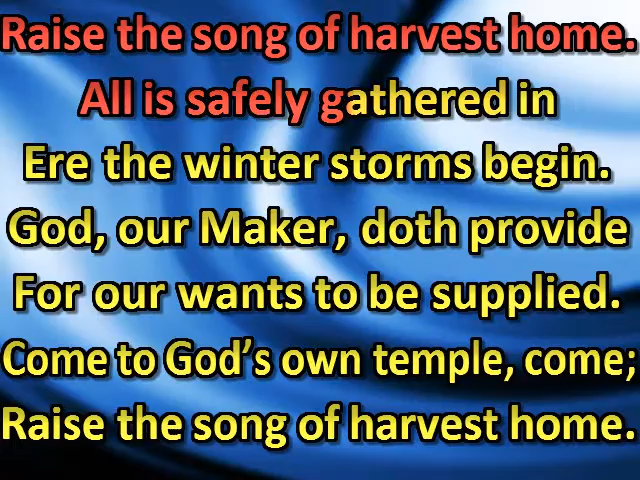 Raise the song of harvest home.
All is safely gathered in
Ere the winter storms begin.
God, our Maker, doth provide
For our wants to be supplied.
Come to God’s own temple, come;
Raise the song of harvest home.